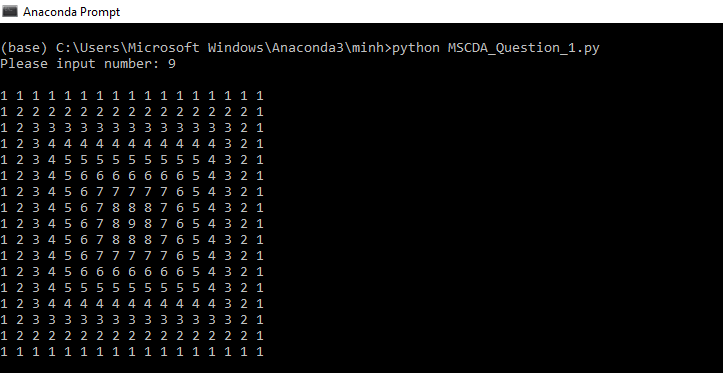 Anaconda Prompt
(base) C:\Users\Microsoft Windows\Anaconda3\minh>python MSCDA_Question_1.py
Please input number: 9
1 1 1 1 1 1 1 1 1 1 1 1 1 1 1 1 1
1 2 2 2 2 2 2 2 2 2 2 2 2 2 2 2 1
1 2 3 3 3 3 3 3 3 3 3 3 3 3 3 2 1
1 2 3 4 4 4 4 4 4 4 4 4 4 4 3 2 1
1 2 3 4 5 5 5 5 5 5 5 5 5 4 3 2 1
1 2 3 4 5 6 6 6 6 6 6 6 5 4 3 2 1
1 2 3 4 5 6 7 7 7 7 7 6 5 4 3 2 1
1 2 3 4 5 6 7 8 8 8 7 6 5 4 3 2 1
1 2 3 4 5 6 7 8 9 8 7 6 5 4 3 2 1
1 2 3 4 5 6 7 8 8 8 7 6 5 4 3 2 1
1 2 3 4 5 6 7 7 7 7 7 6 5 4 3 2 1
1 2 3 4 5 6 6 6 6 6 6 6 5 4 3 2 1
1 2 3 4 5 5 5 5 5 5 5 5 5 4 3 2 1
1 2 3 4 4 4 4 4 4 4 4 4 4 4 3 2 1
1 2 3 3 3 3 3 3 3 3 3 3 3 3 3 2 1
1 2 2 2 2 2 2 2 2 2 2 2 2 2 2 2 1
1 1 1 1 1 1 1 1 1 1 1 1 1 1 1 1 1